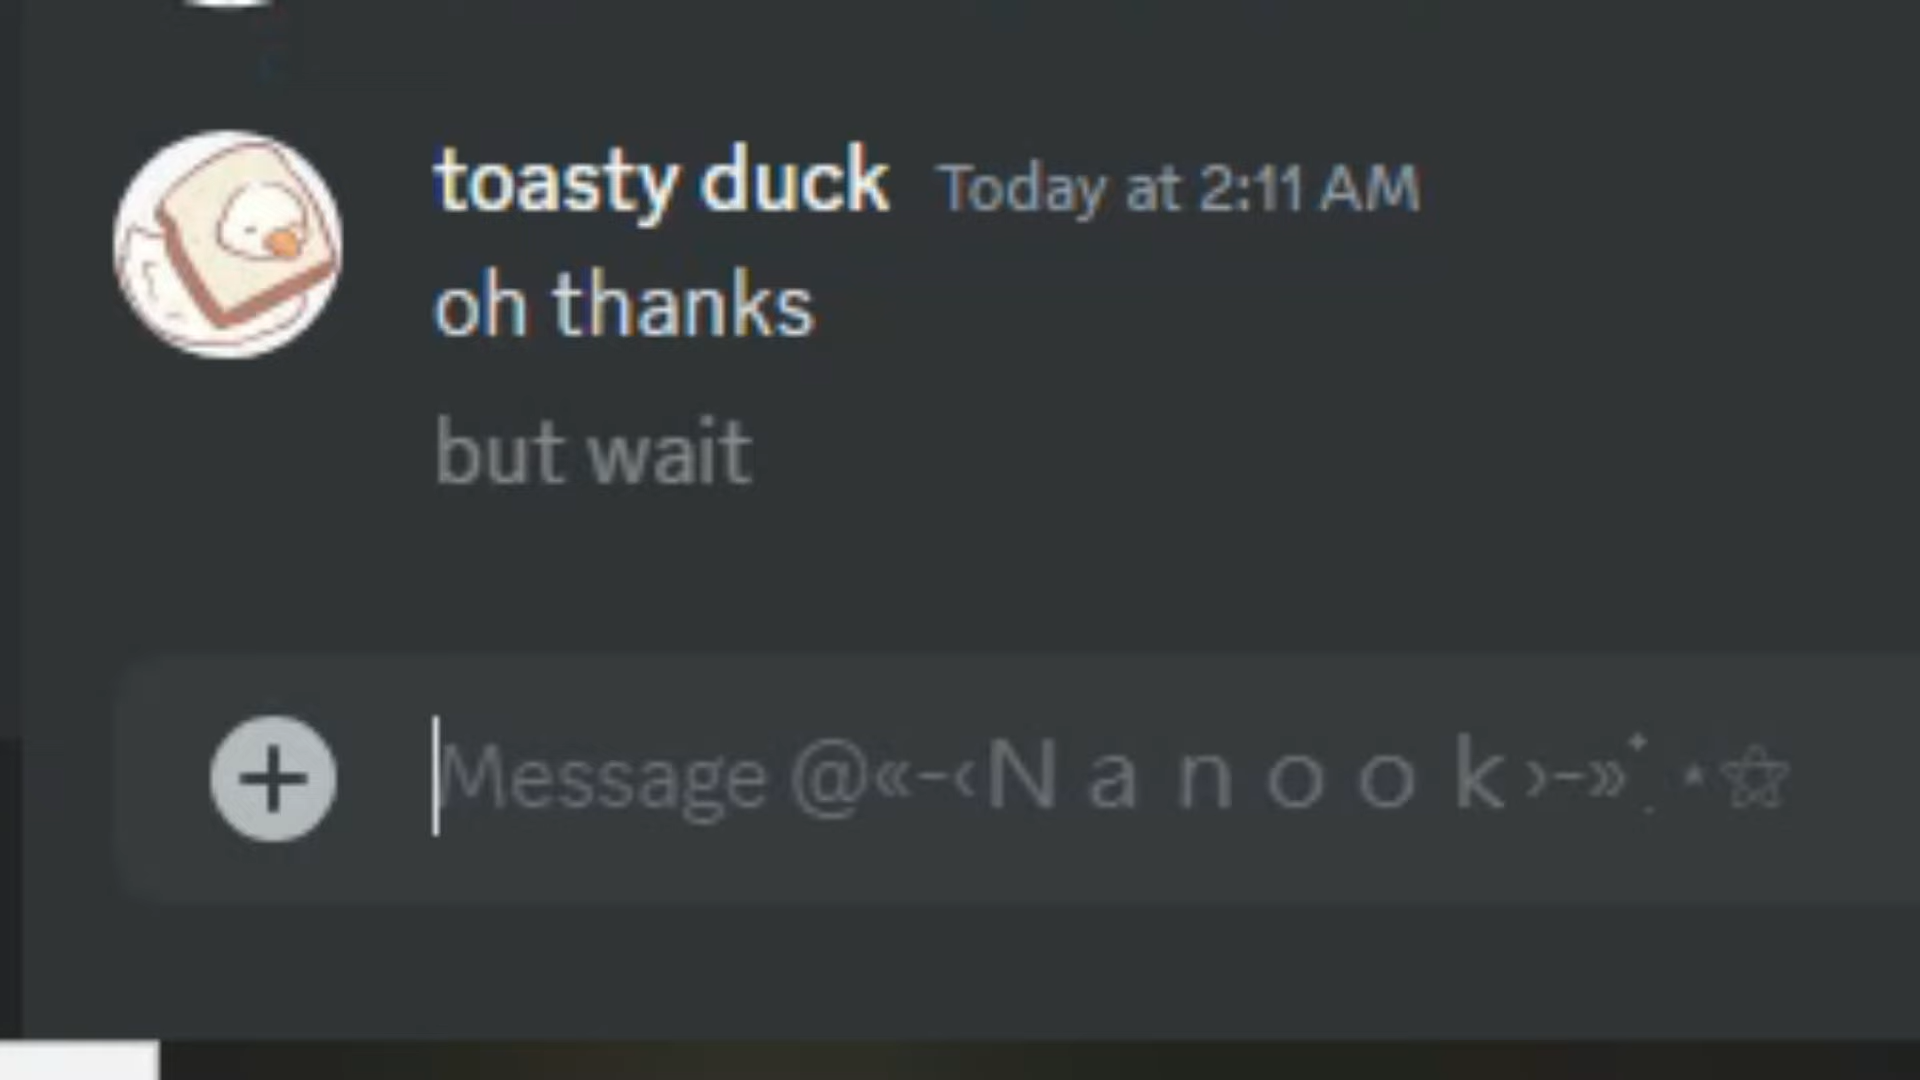 toasty duck Today at 2:11 AM
oh thanks
but wait
Message @«-‹N a n o o k›-»˖͙͘͡.⋆☆